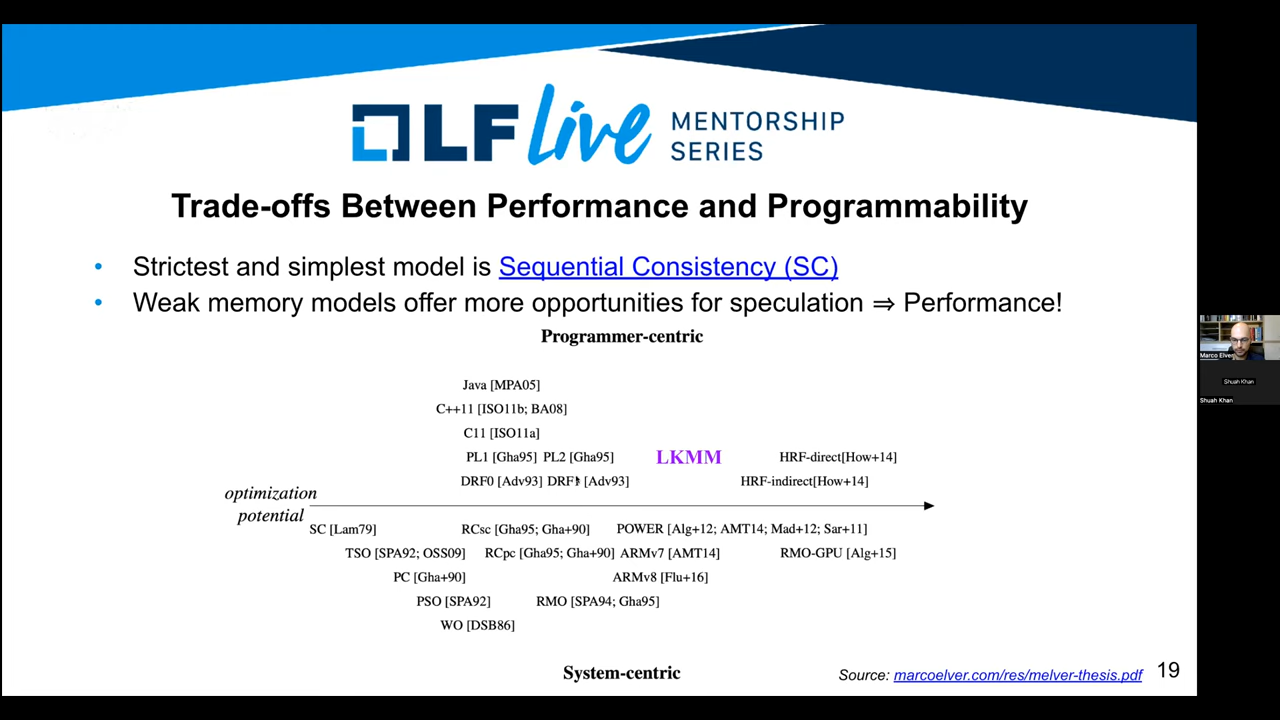 LF live MENTORSHIP SERIES
Trade-offs Between Performance and Programmability
• Strictest and simplest model is Sequential Consistency (SC)
• Weak memory models offer more opportunities for speculation ⇒ Performance!
Programmer-centric
Java [MPA05]
C++11 [ISO11b; BA08]
C11 [ISO11a]
PL1 [Gha95] PL2 [Gha95] LKMM HRF-direct[How+14]
DRF0 [Adv93] DRF1 [Adv93] HRF-indirect[How+14]
optimization
potential
SC [Lam79] RCsc [Gha95; Gha+90] POWER [Alg+12; AMT14; Mad+12; Sar+11]
TSO [SPA92; OSS09] RCpc [Gha95; Gha+90] ARMv7 [AMT14] RMO-GPU [Alg+15]
PC [Gha+90] ARMv8 [Flu+16]
PSO [SPA92] RMO [SPA94; Gha95]
WO [DSB86]
System-centric
Source: marcoelver.com/res/melver-thesis.pdf 19
Marco Elver
Shuah Khan
Shuah Khan